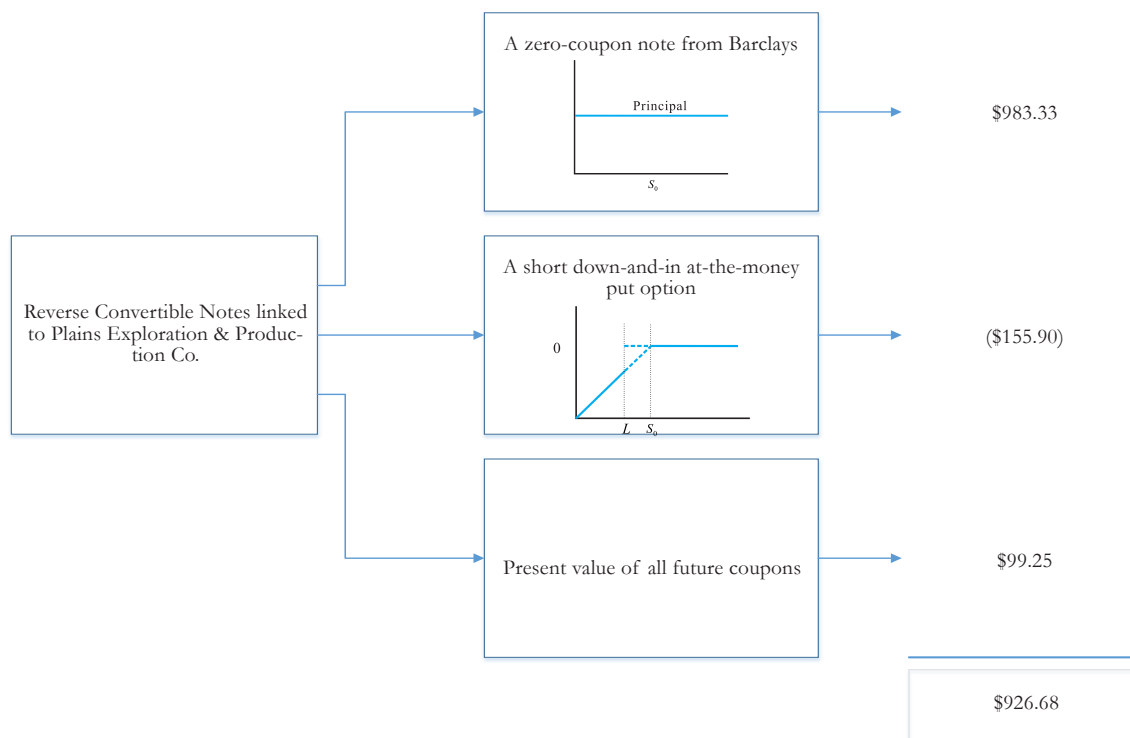 A zero-coupon note from Barclays
Principal
S0
$983.33
Reverse Convertible Notes linked
to Plains Exploration & Produc-
tion Co.
A short down-and-in at-the-money
put option
0
L S0
($155.90)
Present value of all future coupons
$99.25
$926.68